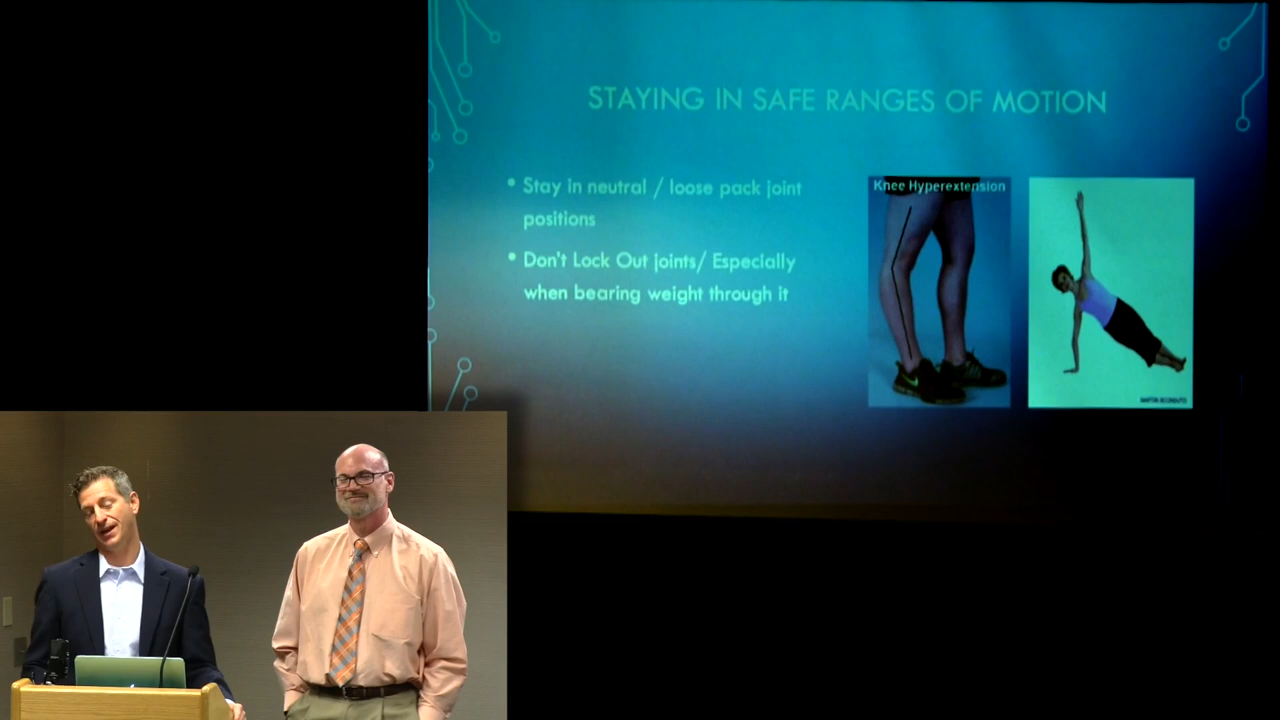 STAYING IN SAFE RANGES OF MOTION
• Stay in neutral / loose pack joint
positions
• Don't Lock Out joints/ Especially
when bearing weight through it
Knee Hyperextension